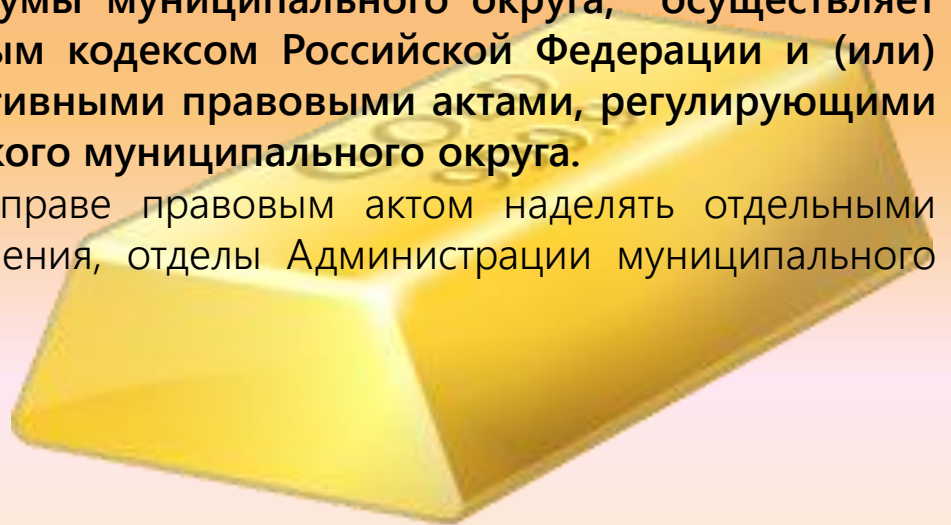 умы муниципального округа, осуществляет
ым кодексом Российской Федерации и (или)
тивными правовыми актами, регулирующими
кого муниципального округа.
праве правовым актом наделять отдельными
ения, отделы Администрации муниципального